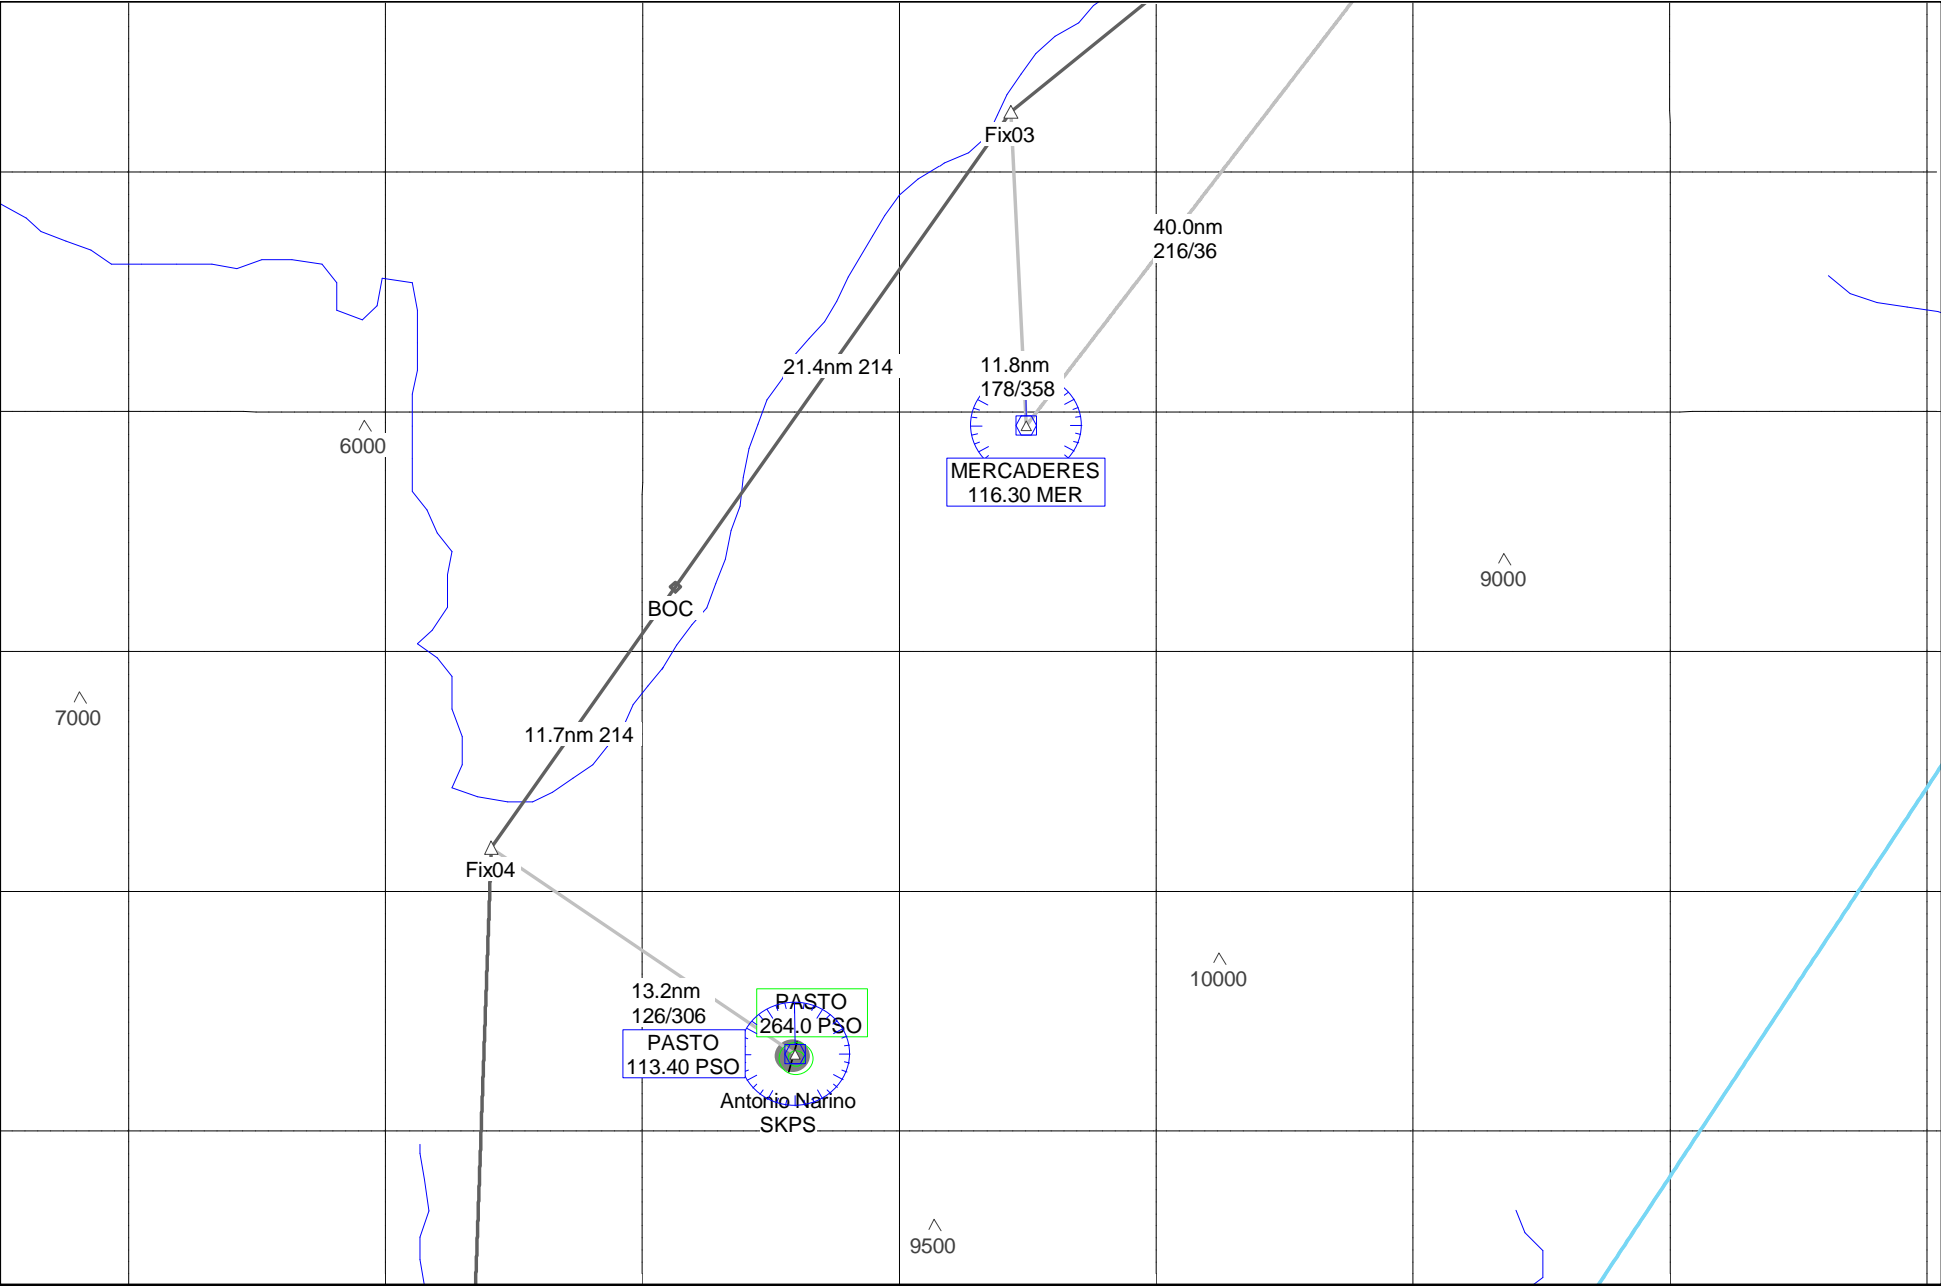 Fix03
40.0nm
216/36
21.4nm 214
11.8nm
178/358
6000
MERCADERES
116.30 MER
9000
BOC
7000
11.7nm 214
Fix04
10000
13.2nm
126/306
PASTO
264.0 PSO
PASTO
113.40 PSO
Antonio Narino
SKPS
9500